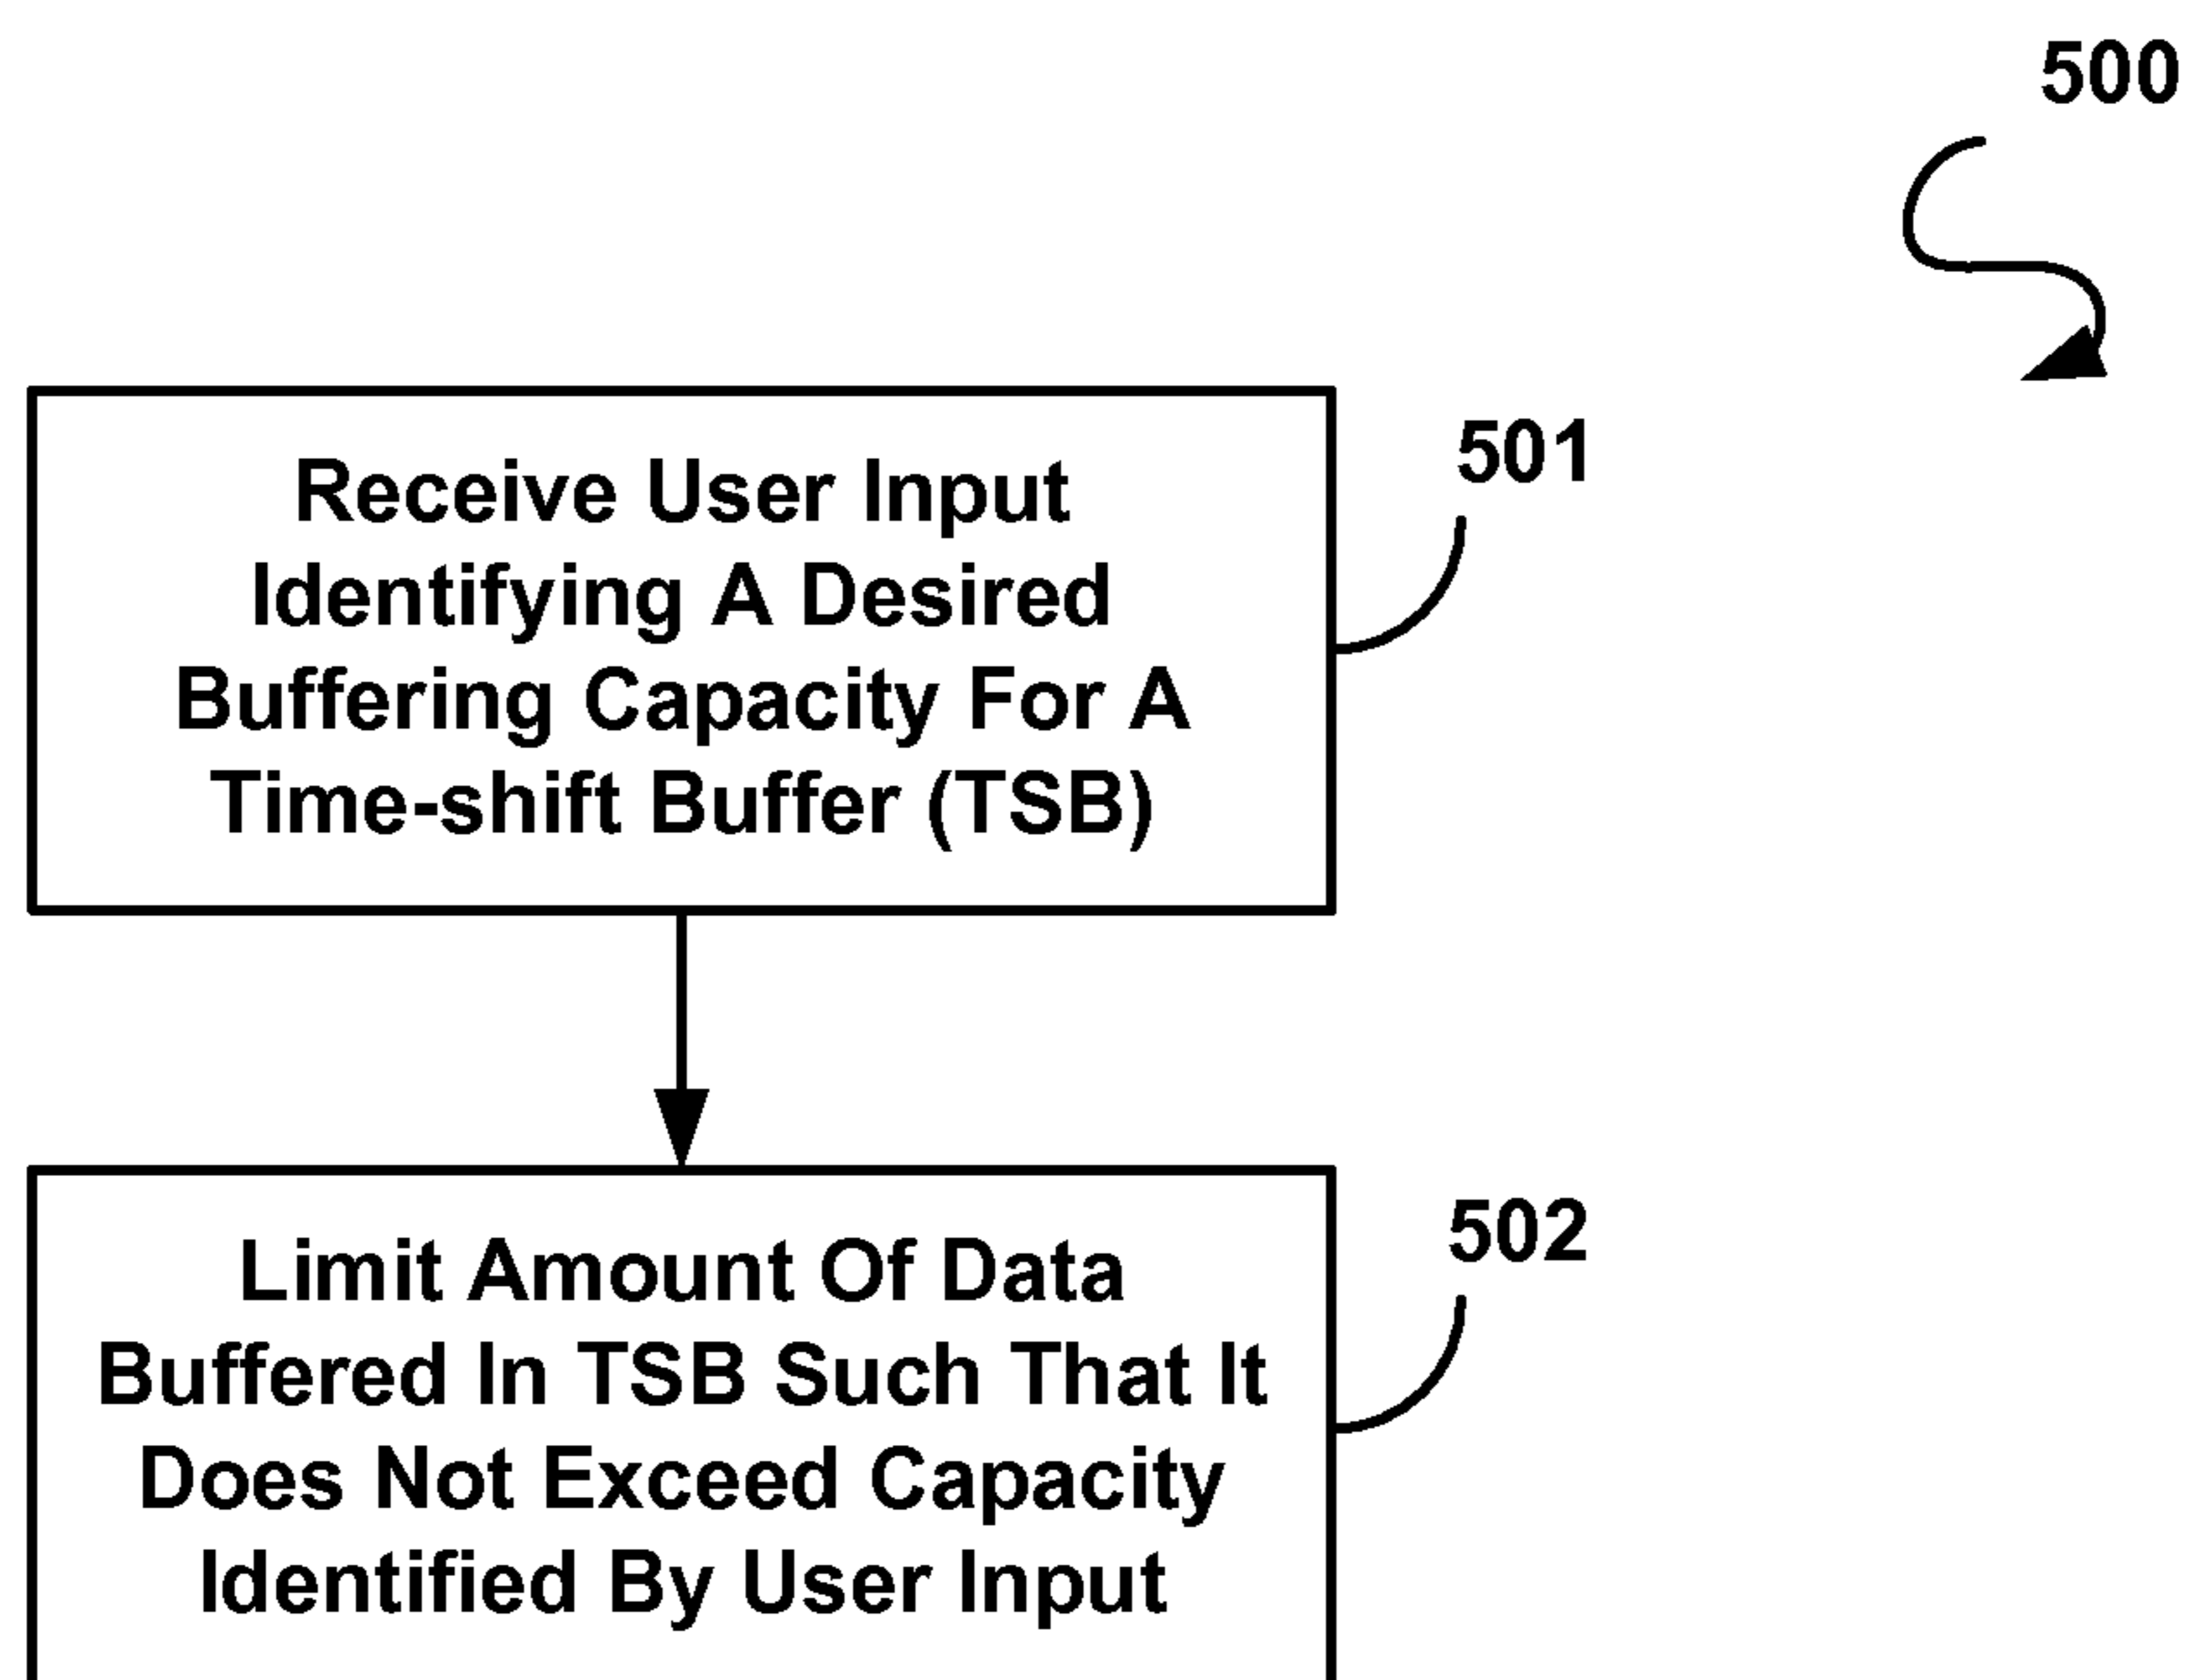 500
Receive User Input
Identifying A Desired
Buffering Capacity For A
Time-shift Buffer (TSB)
501
Limit Amount Of Data
Buffered In TSB Such That It
Does Not Exceed Capacity
Identified By User Input
502